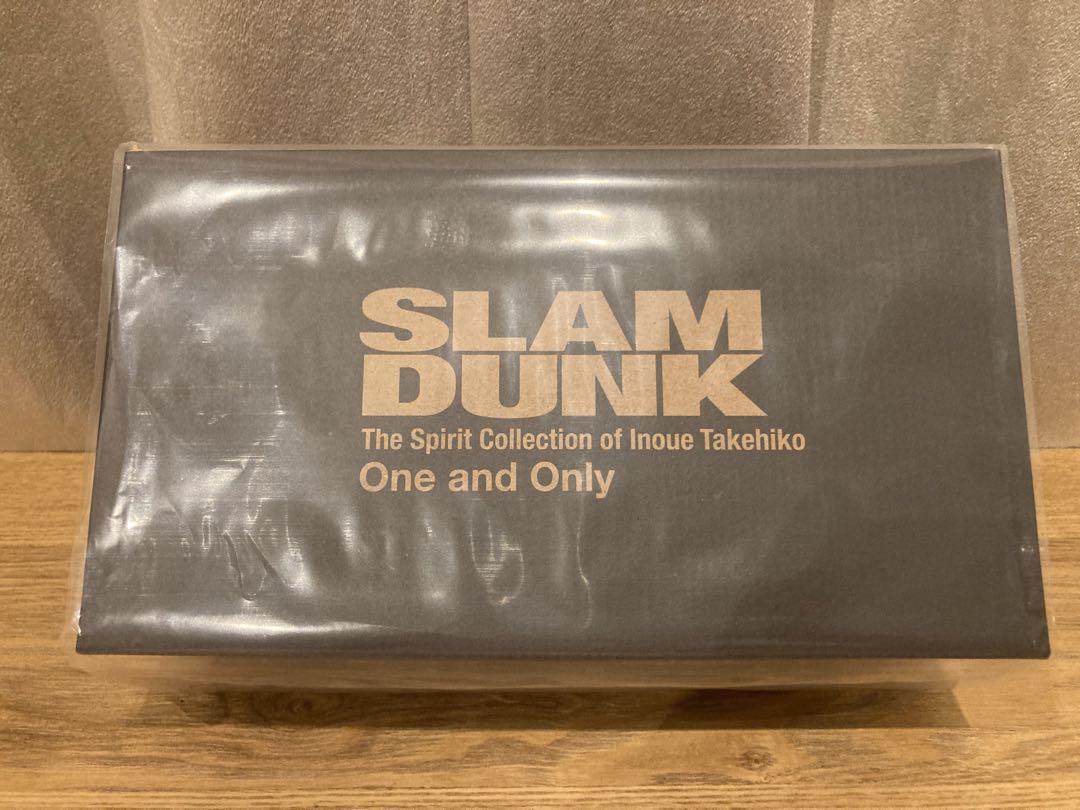 SLAM
DUNK
The Spirit Collection of Inoue Takehiko
One and Only